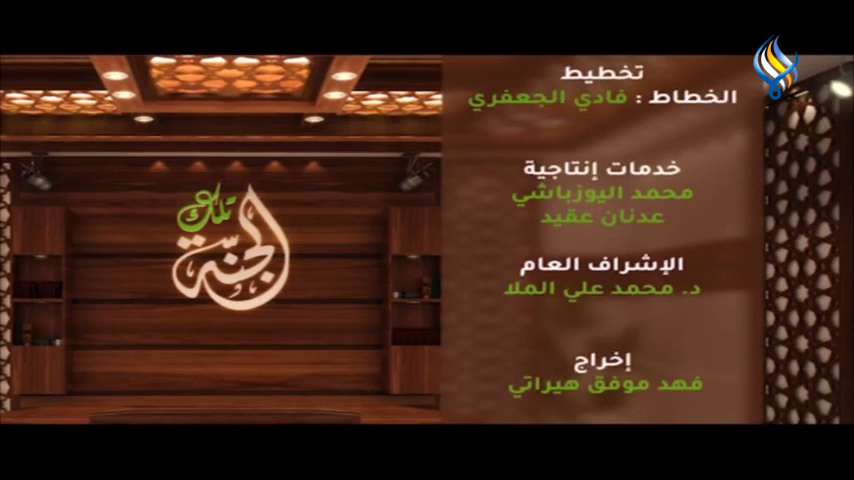 تخطيط
الخطاط : فادي الجعفري
خدمات إنتاجية
محمد اليوزباشي
عدنان عقيد
الإشراف العام
د. محمد علي الملا
إخراج
فهد موفق هيراتي
تلك
الجنّة